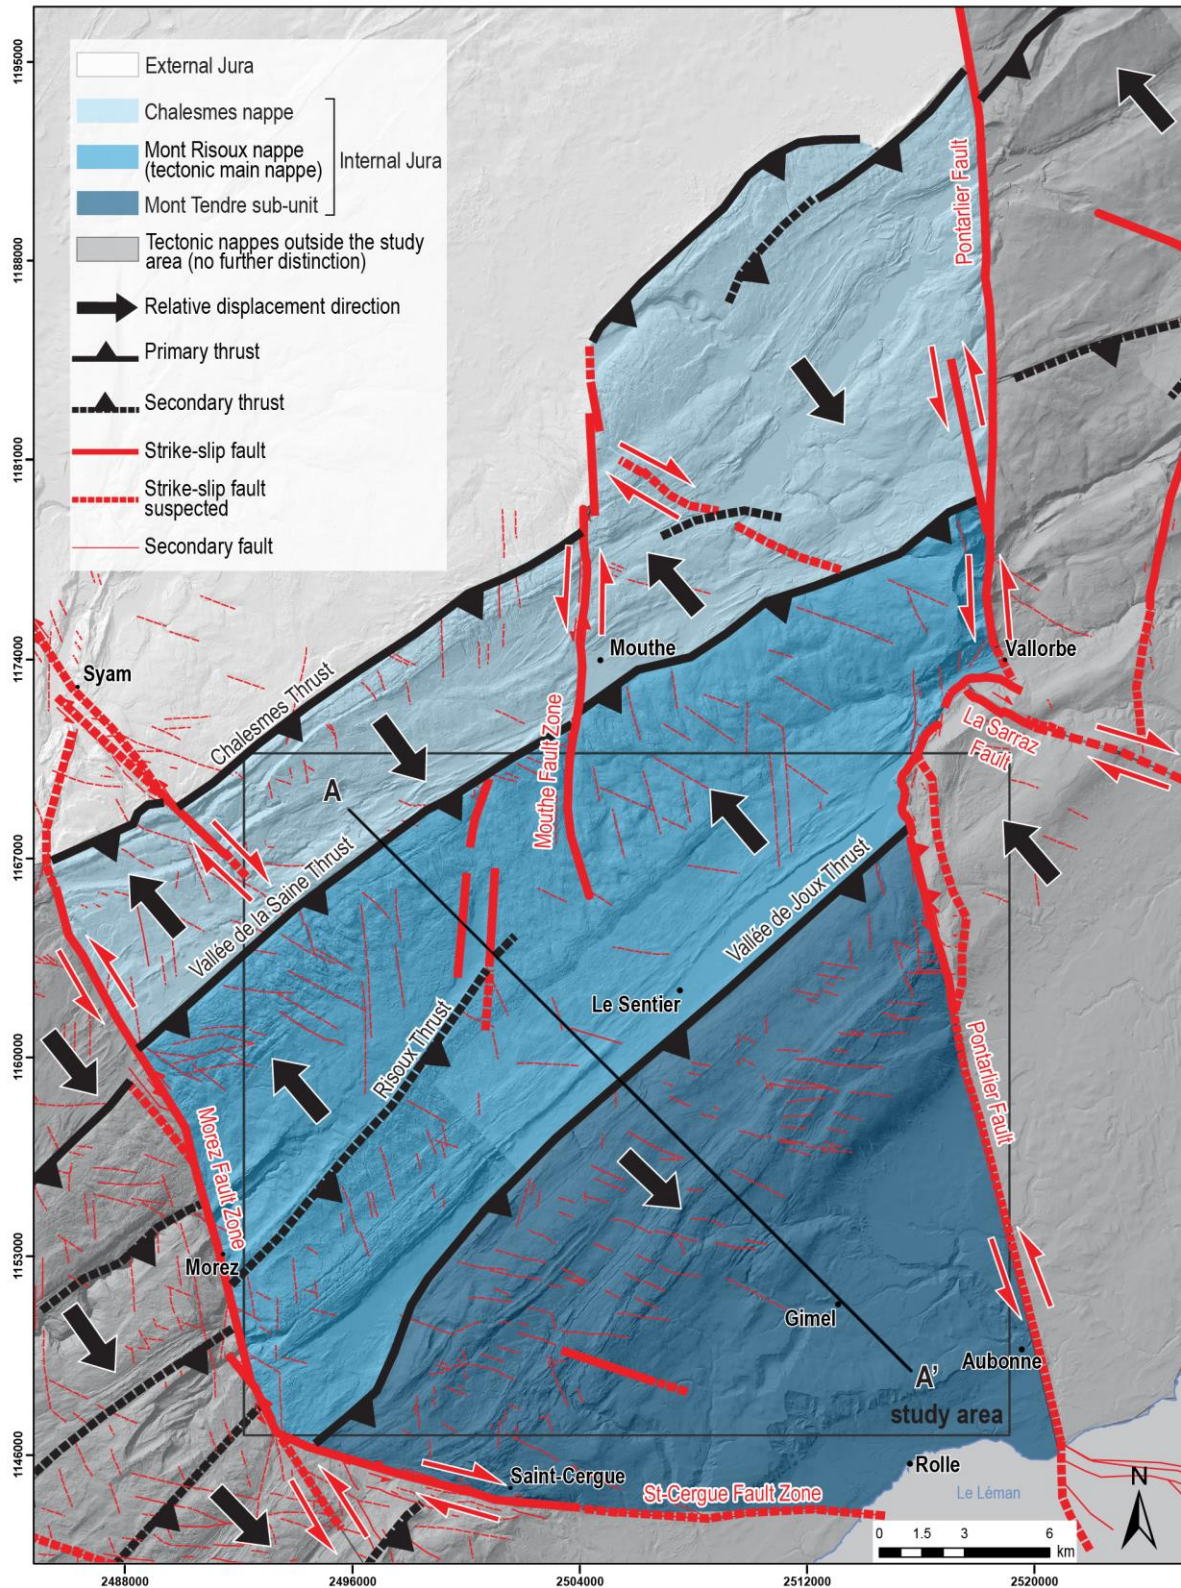 External Jura
Chalesmes nappe
Mont Risoux nappe
(tectonic main nappe)
Internal Jura
Mont Tendre sub-unit
Tectonic nappes outside the study
area (no further distinction)
Relative displacement direction
Primary thrust
Secondary thrust
Strike-slip fault
Strike-slip fault
suspected
Secondary fault
1195000
1188000
1181000
1174000
1167000
1160000
1153000
1146000
Pontarlier Fault
Syam
Mouthe
Vallorbe
Chalesmes Thrust
La Sarraz
Fault
Mouthe Fault Zone
A
Vallée de la Saine Thrust
Vallée de Joux Thrust
Le Sentier
Risoux Thrust
Pontarlier Fault
Morez Fault Zone
Morez
Gimel
Aubonne
A'
study area
Saint-Cergue
Rolle
St-Cergue Fault Zone
Le Léman
N
0 1.5 3 6
km
2488000 2496000 2504000 2512000 2520000